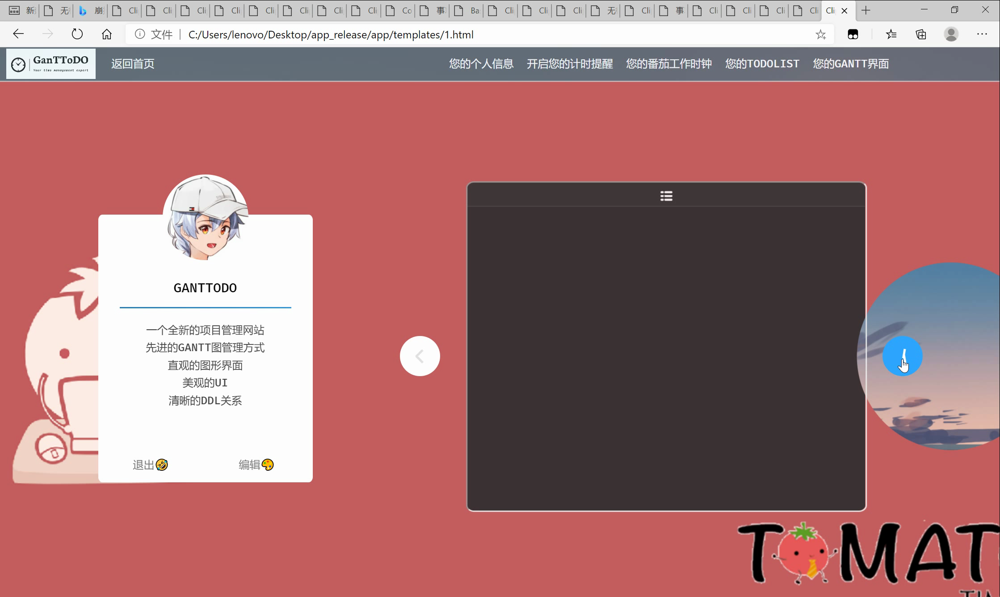 新
无
崩
Cli
Cli
Cli
Cli
Cli
Cli
Cli
Cli
Co
事
Ba
Cli
Cli
Cli
无
Cli
事
Cli
Cli
Cli
Cli
Cli
文件
C:/Users/lenovo/Desktop/app_release/app/templates/1.html
GanTToDO
Your time management expert
返回首页
您的个人信息
开启您的计时提醒
您的番茄工作时钟
您的TODOLIST
您的GANTT界面
GANTTODO
一个全新的项目管理网站
先进的GANTT图管理方式
直观的图形界面
美观的UI
清晰的DDL关系
退出🤣
编辑🎨
TOMAT